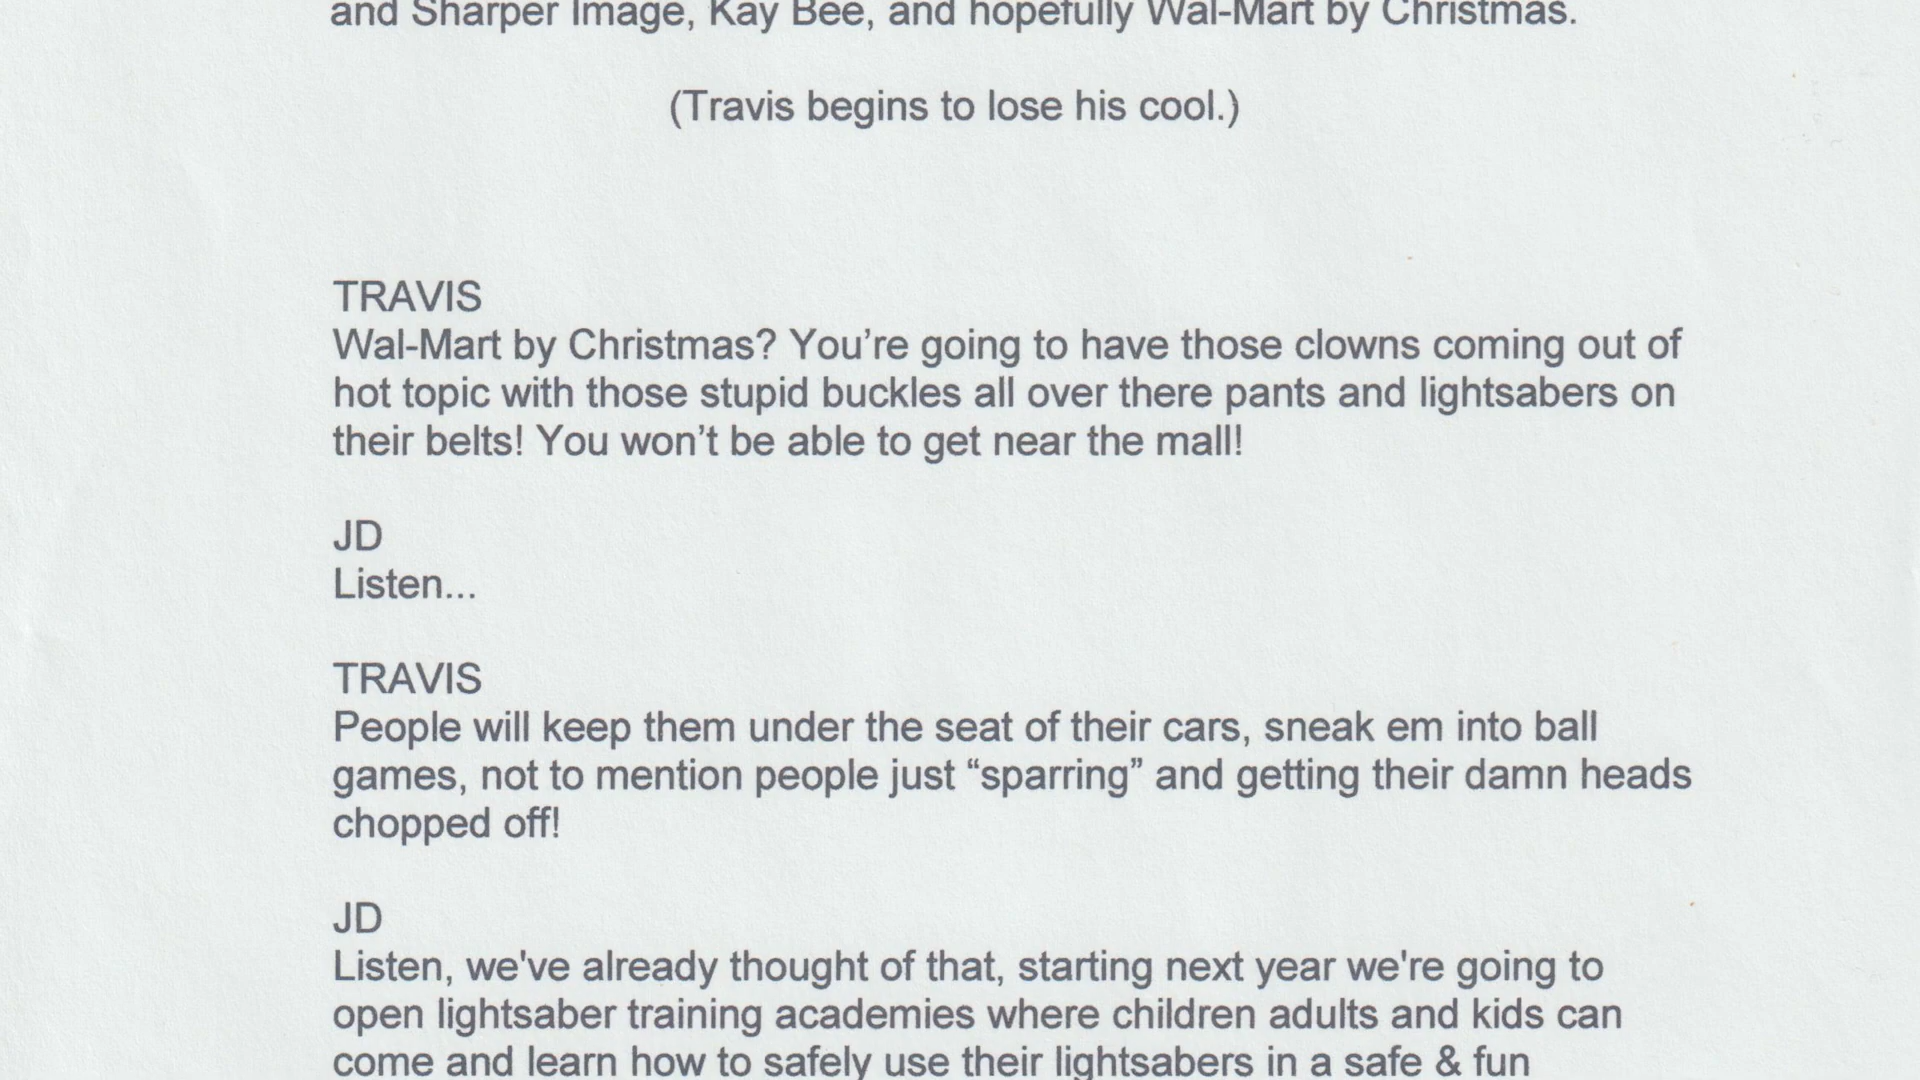 and Sharper Image, Kay Bee, and hopefully Wal-Mart by Christmas.
(Travis begins to lose his cool.)
TRAVIS
Wal-Mart by Christmas? You’re going to have those clowns coming out of
hot topic with those stupid buckles all over there pants and lightsabers on
their belts! You won’t be able to get near the mall!
JD
Listen...
TRAVIS
People will keep them under the seat of their cars, sneak em into ball
games, not to mention people just “sparring” and getting their damn heads
chopped off!
JD
Listen, we've already thought of that, starting next year we're going to
open lightsaber training academies where children adults and kids can
come and learn how to safely use their lightsabers in a safe & fun